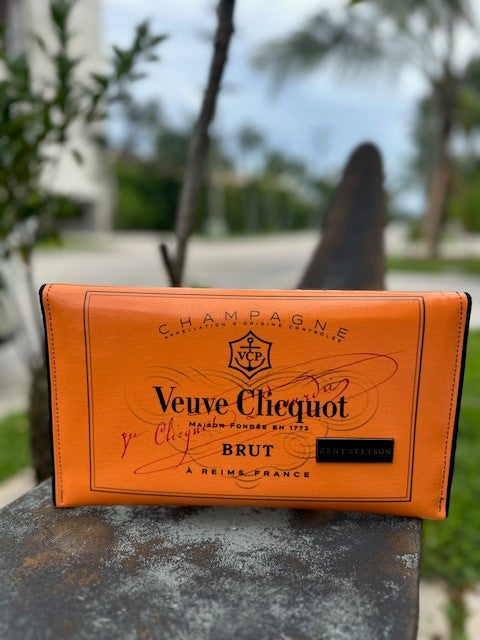 CHAMPAGNE
APPELLATION D'ORIGINE CONTRÔLÉE
VCP
Veuve Clicquot
MAISON FONDÉE EN 1772
BRUT
KENT STETSON
À REIMS FRANCE